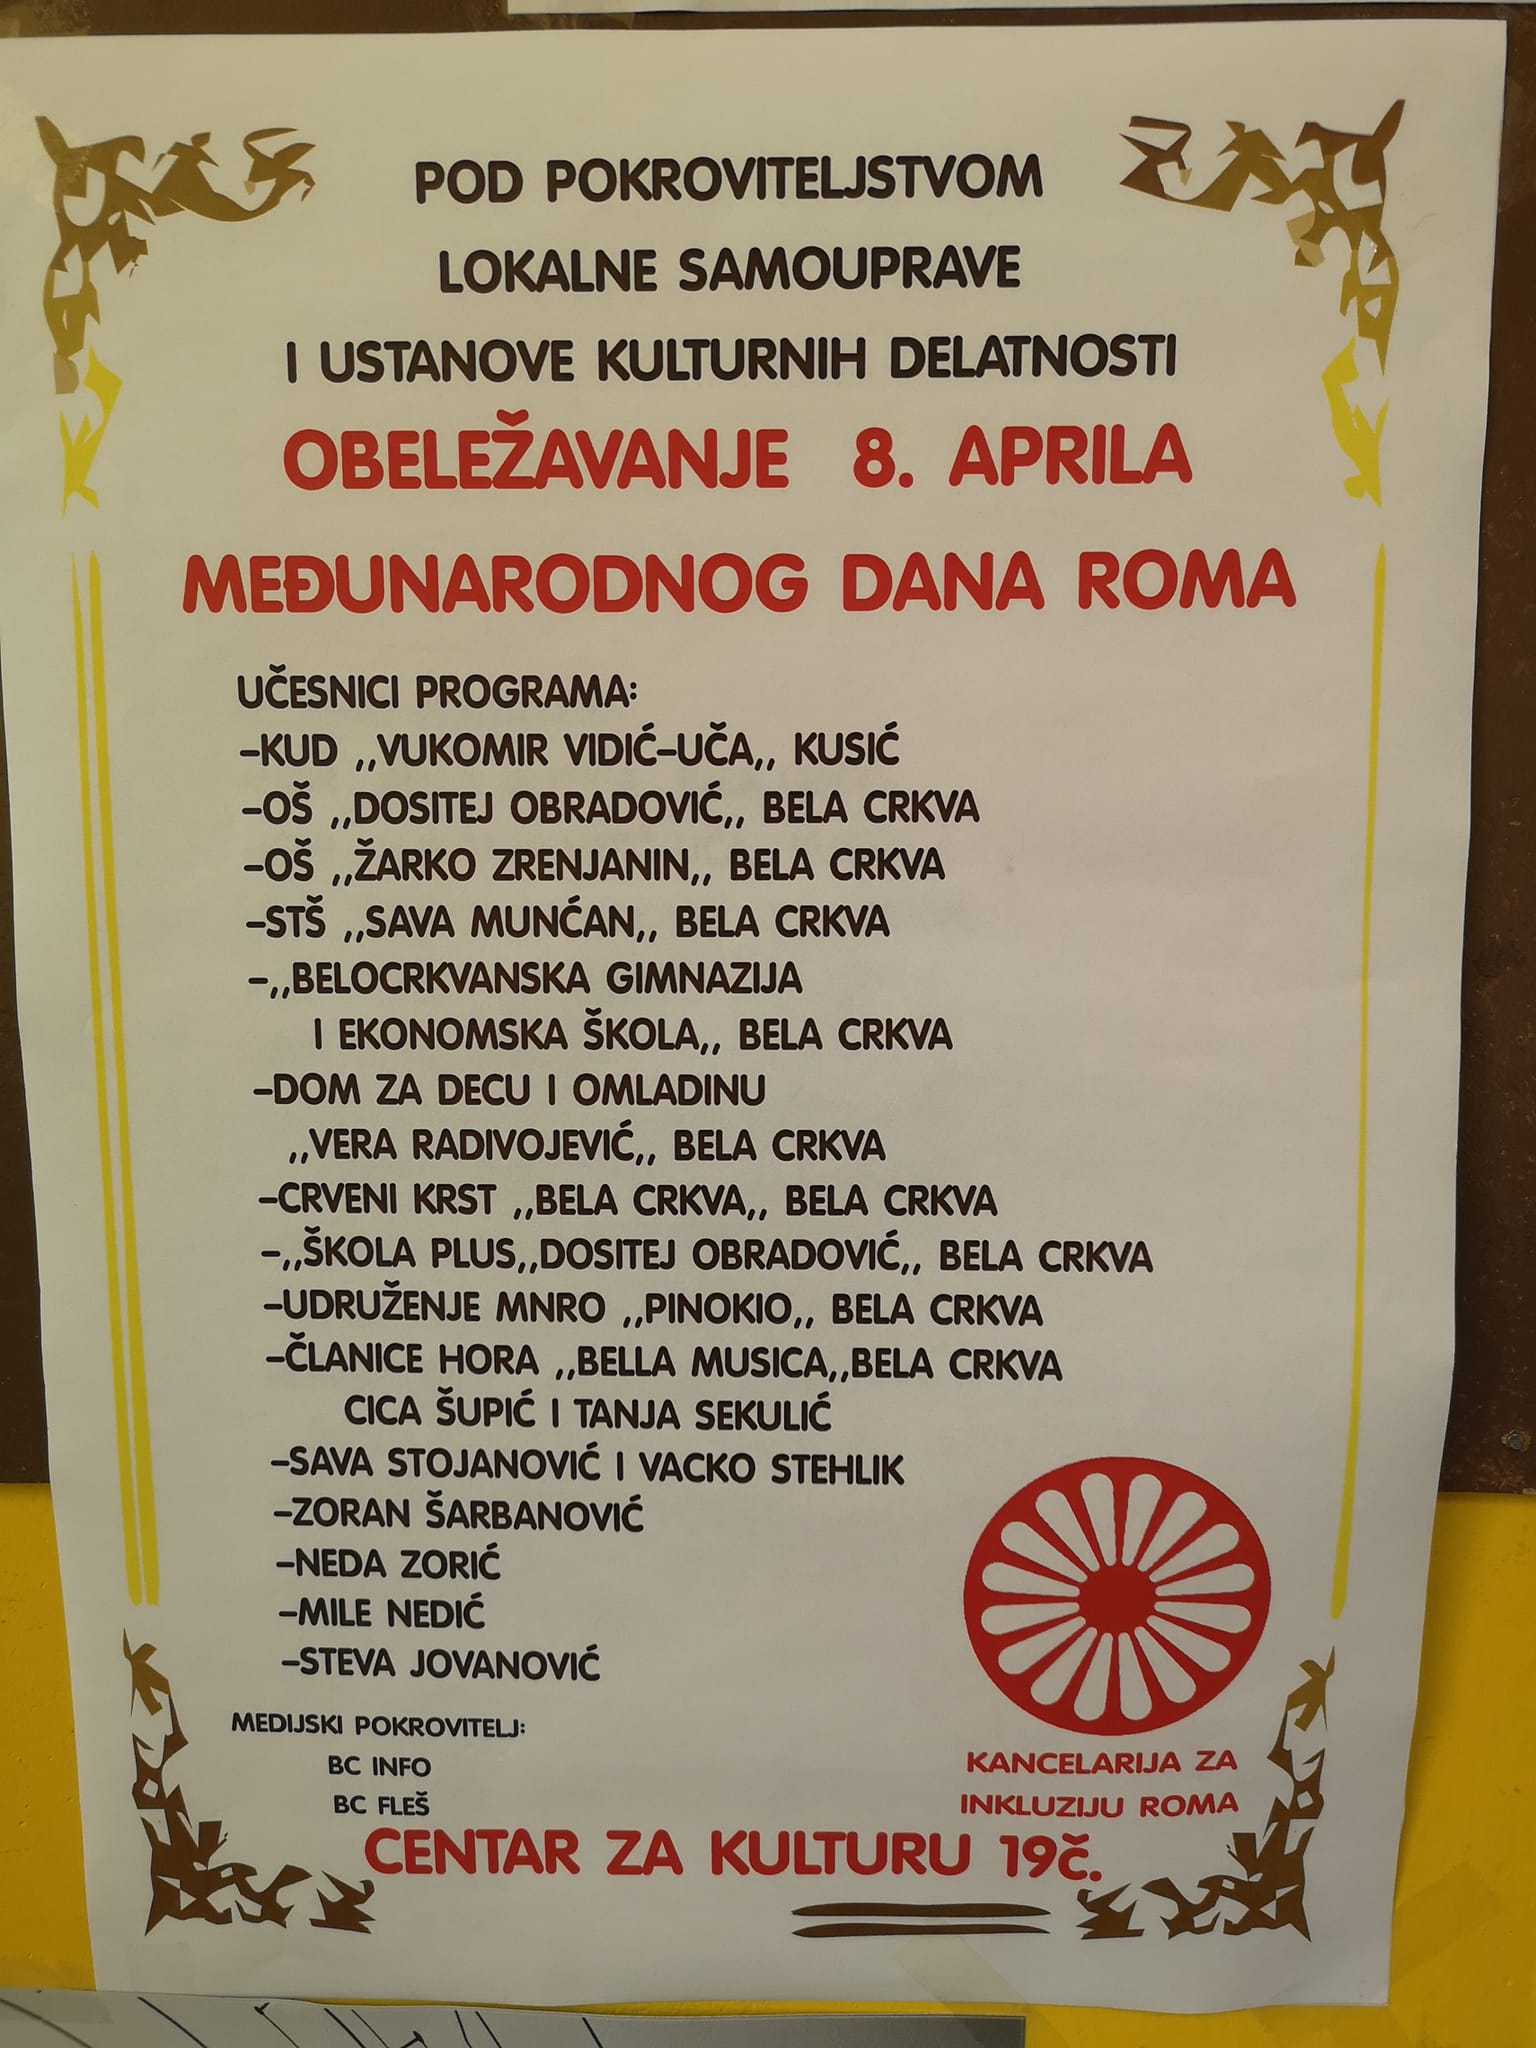 POD POKROVITELJSTVOM
LOKALNE SAMOUPRAVE
I USTANOVE KULTURNIH DELATNOSTI
OBELEŽAVANJE 8. APRILA
MEĐUNARODNOG DANA ROMA
UČESNICI PROGRAMA:
-KUD ,,VUKOMIR VIDIĆ-UČA,, KUSIĆ
-OŠ ,,DOSITEJ OBRADOVIĆ,, BELA CRKVA
-OŠ ,,ŽARKO ZRENJANIN,, BELA CRKVA
-STŠ ,,SAVA MUNĆAN,, BELA CRKVA
-,,BELOCRKVANSKA GIMNAZIJA
I EKONOMSKA ŠKOLA,, BELA CRKVA
-DOM ZA DECU I OMLADINU
,,VERA RADIVOJEVIĆ,, BELA CRKVA
-CRVENI KRST ,,BELA CRKVA,, BELA CRKVA
-,,ŠKOLA PLUS,,DOSITEJ OBRADOVIĆ,, BELA CRKVA
-UDRUŽENJE MNRO ,,PINOKIO,, BELA CRKVA
-ČLANICE HORA ,,BELLA MUSICA,,BELA CRKVA
CICA ŠUPIĆ I TANJA SEKULIĆ
-SAVA STOJANOVIĆ I VACKO STEHLIK
-ZORAN ŠARBANOVIĆ
-NEDA ZORIĆ
-MILE NEDIĆ
-STEVA JOVANOVIĆ
MEDIJSKI POKROVITELJ:
BC INFO
BC FLEŠ
KANCELARIJA ZA
INKLUZIJU ROMA
CENTAR ZA KULTURU 19č.